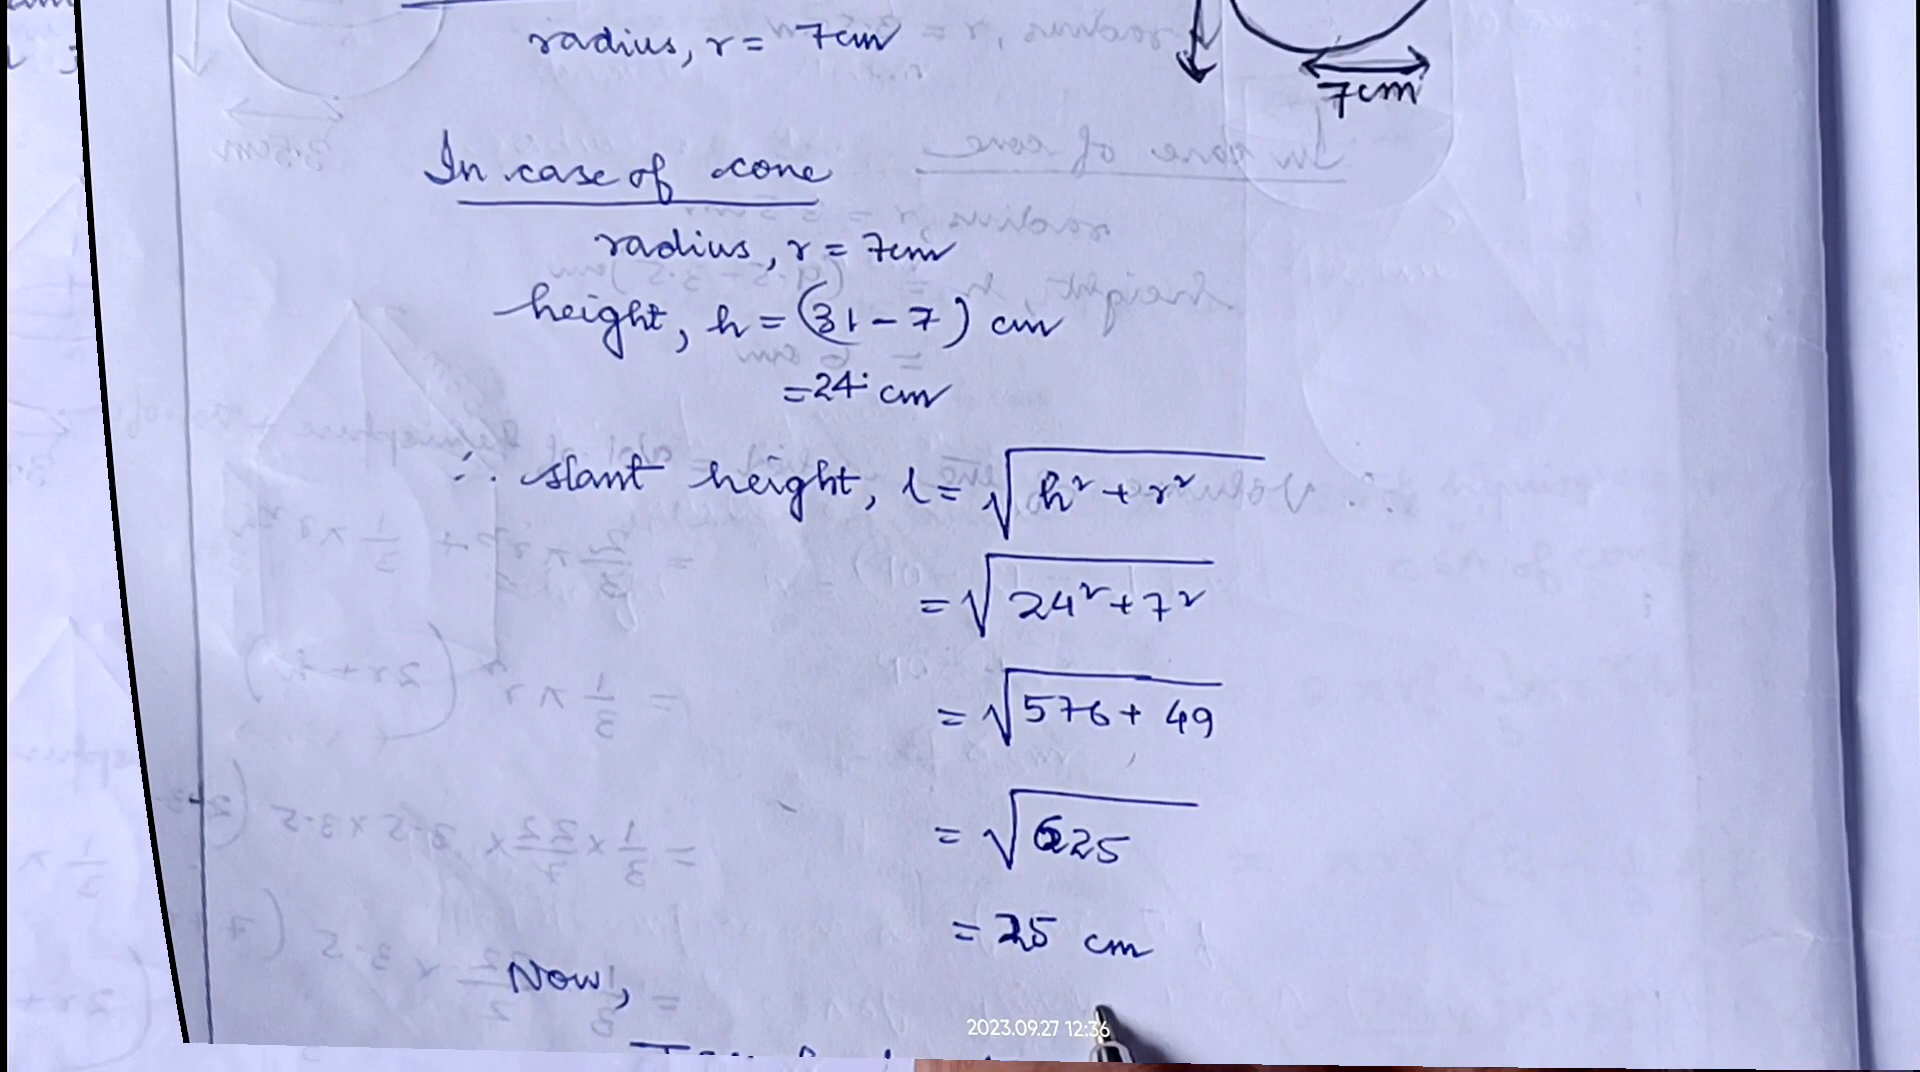 radius, r = 7cm
7cm
In case of cone
radius, r = 7cm
height, h = (31 - 7) cm
= 24 cm
∴ slant height, l = √h² + r²
= √24² + 7²
= √576 + 49
= √625
= 25 cm
Now,
2023.09.27 12:36